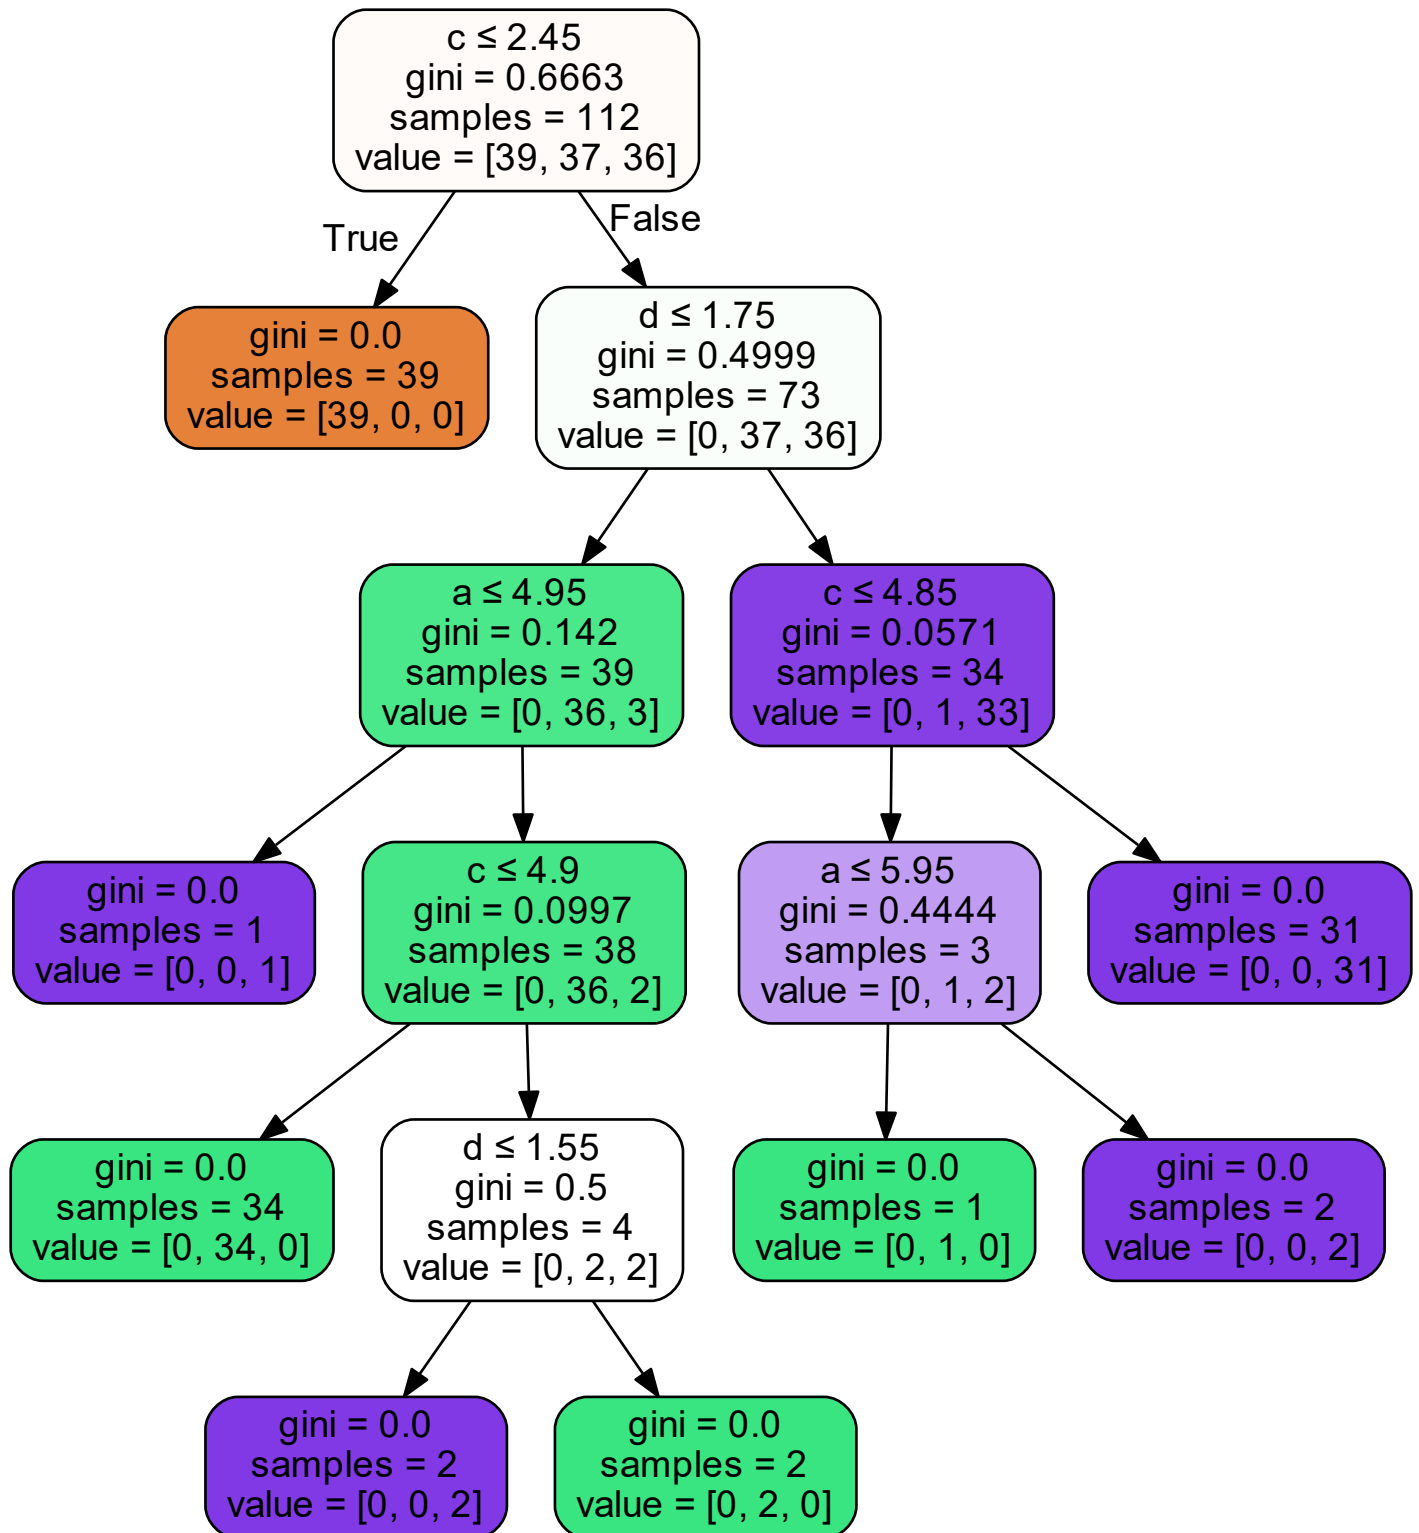 c ≤ 2.45
gini = 0.6663
samples = 112
value = [39, 37, 36]
True
False
gini = 0.0
samples = 39
value = [39, 0, 0]
d ≤ 1.75
gini = 0.4999
samples = 73
value = [0, 37, 36]
a ≤ 4.95
gini = 0.142
samples = 39
value = [0, 36, 3]
c ≤ 4.85
gini = 0.0571
samples = 34
value = [0, 1, 33]
gini = 0.0
samples = 1
value = [0, 0, 1]
c ≤ 4.9
gini = 0.0997
samples = 38
value = [0, 36, 2]
a ≤ 5.95
gini = 0.4444
samples = 3
value = [0, 1, 2]
gini = 0.0
samples = 31
value = [0, 0, 31]
gini = 0.0
samples = 34
value = [0, 34, 0]
d ≤ 1.55
gini = 0.5
samples = 4
value = [0, 2, 2]
gini = 0.0
samples = 1
value = [0, 1, 0]
gini = 0.0
samples = 2
value = [0, 0, 2]
gini = 0.0
samples = 2
value = [0, 0, 2]
gini = 0.0
samples = 2
value = [0, 2, 0]